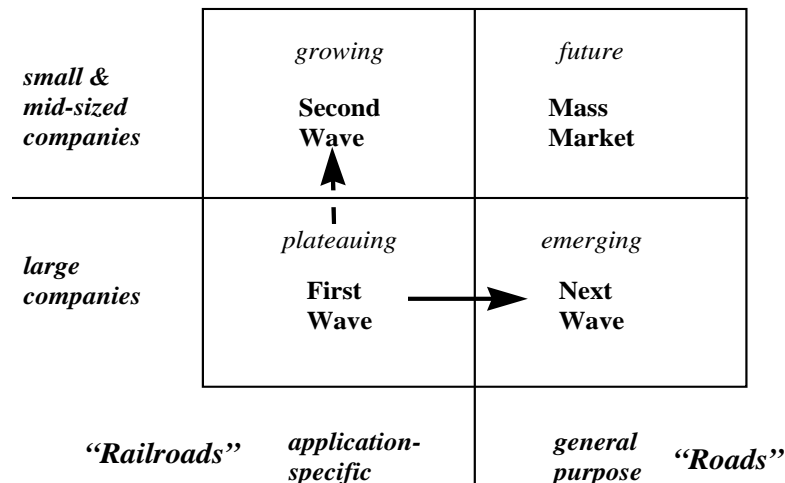 growing
future
small &
mid-sized
companies
Second
Wave
Mass
Market
plateauing
emerging
large
companies
First
Wave
Next
Wave
“Railroads”
application-
specific
general
purpose
“Roads”